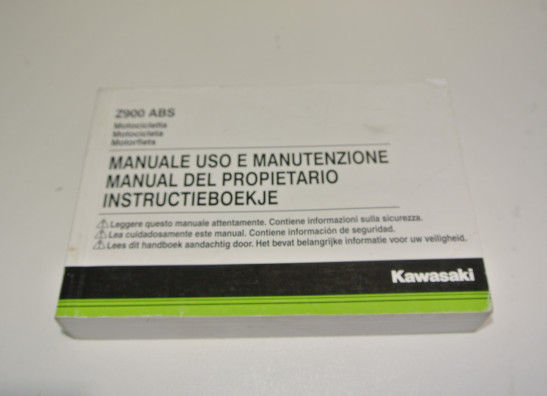 Z900 ABS
Motocicletta
Motocicleta
Motorfiets
MANUALE USO E MANUTENZIONE
MANUAL DEL PROPIETARIO
INSTRUCTIEBOEKJE
Leggere questo manuale attentamente. Contiene informazioni sulla sicurezza.
Lea cuidadosamente este manual. Contiene información de seguridad.
Lees dit handboek aandachtig door. Het bevat belangrijke informatie voor uw veiligheid.
Kawasaki